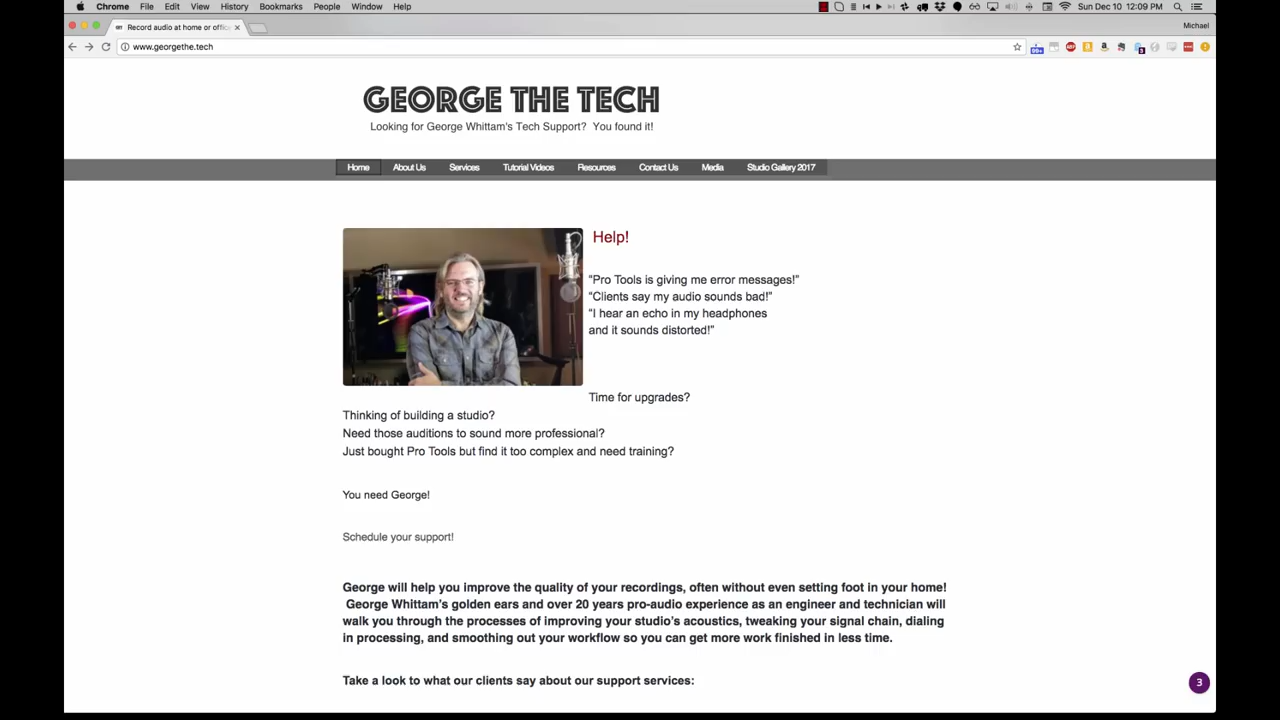 Chrome File Edit View History Bookmarks People Window Help
Sun Dec 10 12:09 PM
Record audio at home or offic
Michael
www.georgethe.tech
99+
ABP
GEORGE THE TECH
Looking for George Whittam's Tech Support? You found it!
Home About Us Services Tutorial Videos Resources Contact Us Media Studio Gallery 2017
Help!
"Pro Tools is giving me error messages!"
"Clients say my audio sounds bad!"
"I hear an echo in my headphones
and it sounds distorted!"
Time for upgrades?
Thinking of building a studio?
Need those auditions to sound more professional?
Just bought Pro Tools but find it too complex and need training?
You need George!
Schedule your support!
George will help you improve the quality of your recordings, often without even setting foot in your home!
George Whittam's golden ears and over 20 years pro-audio experience as an engineer and technician will
walk you through the processes of improving your studio's acoustics, tweaking your signal chain, dialing
in processing, and smoothing out your workflow so you can get more work finished in less time.
Take a look to what our clients say about our support services:
3